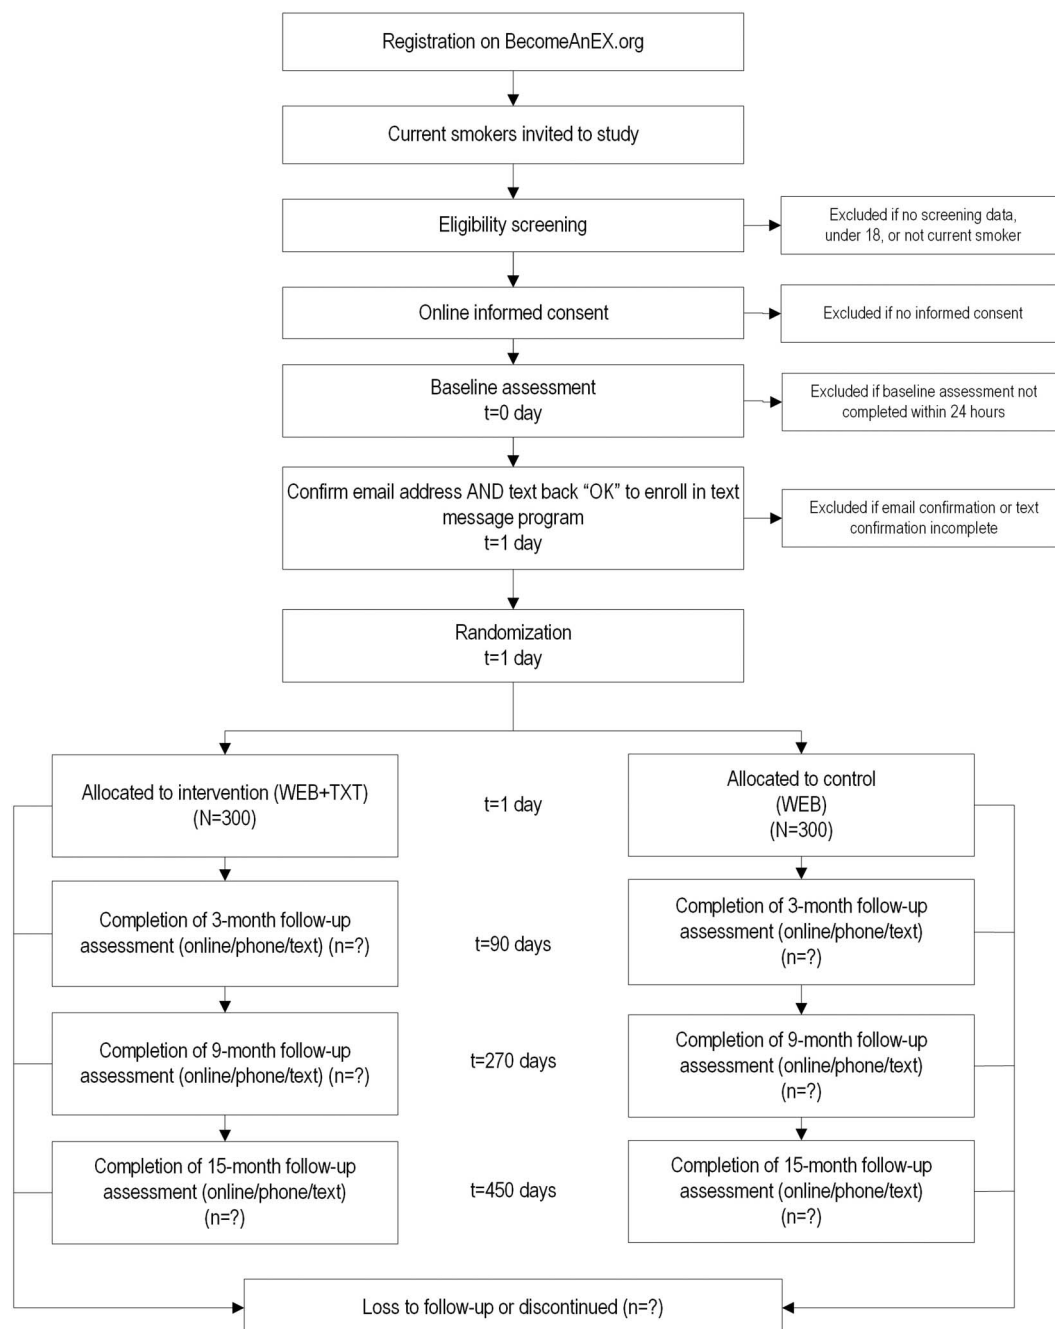 Registration on BecomeAnEX.org
Current smokers invited to study
Eligibility screening
Excluded if no screening data,
under 18, or not current smoker
Online informed consent
Excluded if no informed consent
Baseline assessment
t=0 day
Excluded if baseline assessment not
completed within 24 hours
Confirm email address AND text back “OK” to enroll in text
message program
t=1 day
Excluded if email confirmation or text
confirmation incomplete
Randomization
t=1 day
Allocated to intervention (WEB+TXT)
(N=300)
t=1 day
Allocated to control
(WEB)
(N=300)
Completion of 3-month follow-up
assessment (online/phone/text) (n=?)
t=90 days
Completion of 3-month follow-up
assessment (online/phone/text)
(n=?)
Completion of 9-month follow-up
assessment (online/phone/text) (n=?)
t=270 days
Completion of 9-month follow-up
assessment (online/phone/text)
(n=?)
Completion of 15-month follow-up
assessment (online/phone/text)
(n=?)
t=450 days
Completion of 15-month follow-up
assessment (online/phone/text)
(n=?)
Loss to follow-up or discontinued (n=?)